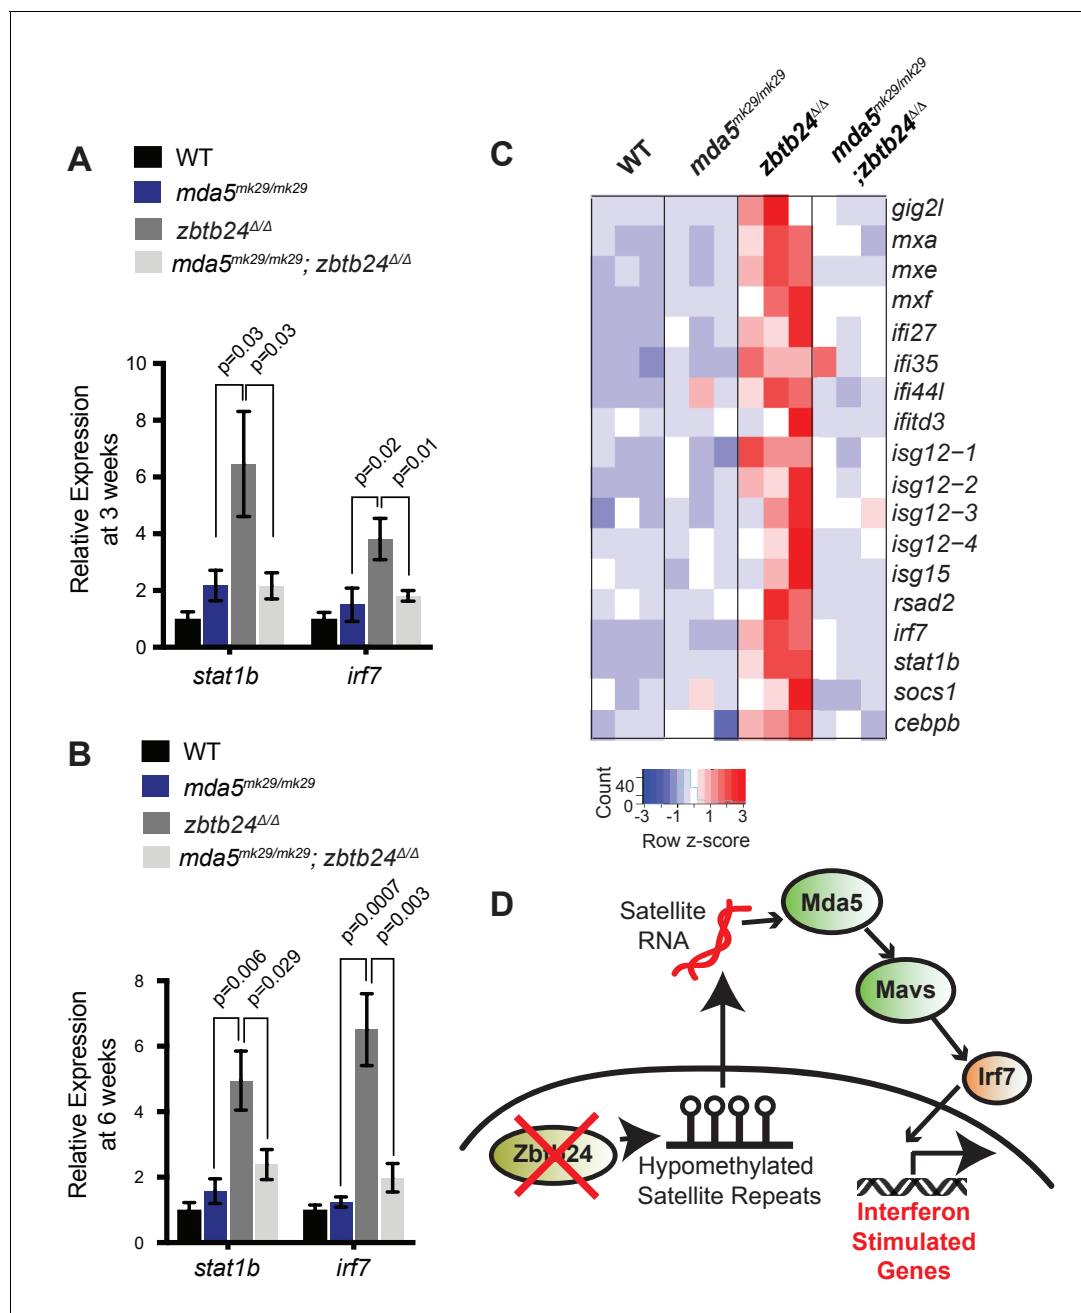 A
WT
mda5mk29/mk29
zbtb24Δ/Δ
mda5mk29/mk29; zbtb24Δ/Δ
Relative Expression
at 3 weeks
10
8
6
4
2
0
p=0.03
p=0.03
p=0.02
p=0.01
stat1b
irf7
B
WT
mda5mk29/mk29
zbtb24Δ/Δ
mda5mk29/mk29; zbtb24Δ/Δ
Relative Expression
at 6 weeks
8
6
4
2
0
p=0.006
p=0.029
p=0.0007
p=0.003
stat1b
irf7
C
WT
mda5mk29/mk29
zbtb24Δ/Δ
mda5mk29/mk29
;zbtb24Δ/Δ
gig2l
mxa
mxe
mxf
ifi27
ifi35
ifi44l
ifitd3
isg12−1
isg12−2
isg12−3
isg12−4
isg15
rsad2
irf7
stat1b
socs1
cebpb
Count
40
0
-3
-1
1
3
Row z-score
D
Satellite
RNA
Mda5
Mavs
Irf7
Zbtb24
Hypomethylated
Satellite Repeats
Interferon
Stimulated
Genes